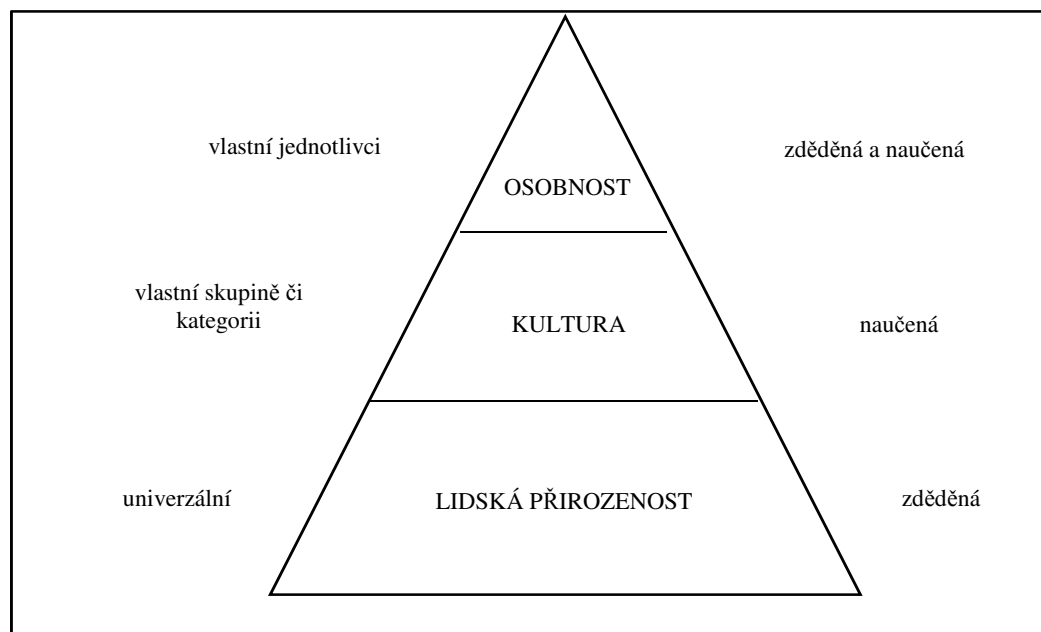 vlastní jednotlivci
zděděná a naučená
OSOBNOST
vlastní skupině či
kategorii
KULTURA
naučená
univerzální
LIDSKÁ PŘIROZENOST
zděděná